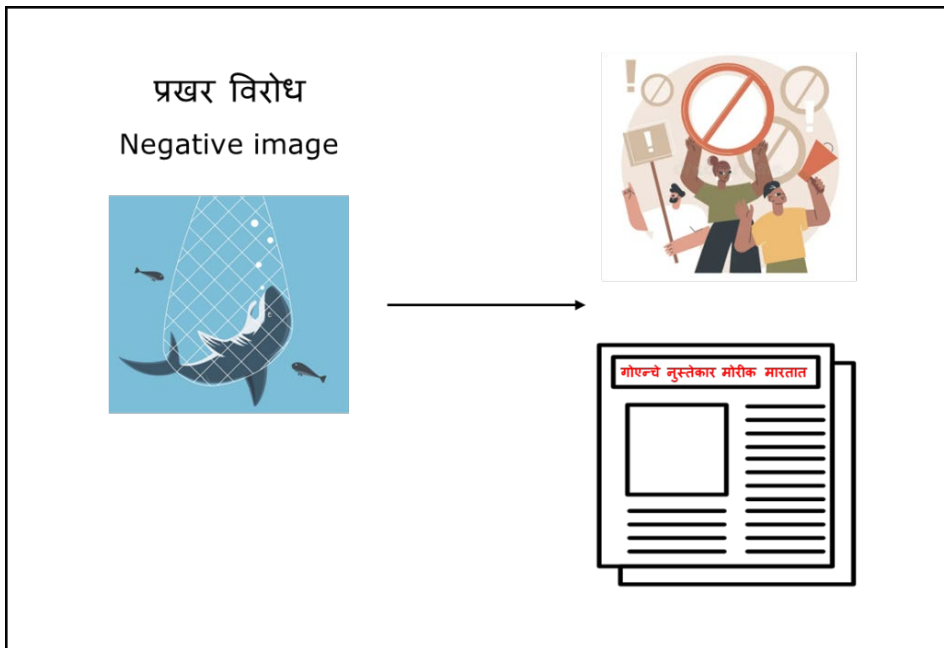 प्रखर विरोध
Negative image
गोएन्चे नुस्तेकार मोरीक मारतात